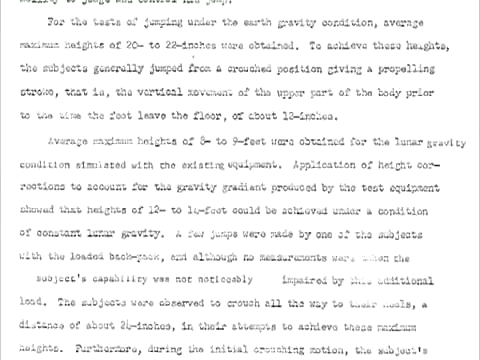 to judge and control his jump.
For the tests of jumping under the earth gravity condition, average
maximum heights of 20- to 22-inches were obtained. To achieve these heights,
the subjects generally jumped from a crouched position giving a propelling
stroke, that is, the vertical movement of the upper part of the body prior
to the time the feet leave the floor, of about 18-inches.
Average maximum heights of 8- to 9-feet were obtained for the lunar gravity
condition simulated with the existing equipment. Application of height cor-
rections to account for the gravity gradiant produced by the test equipment
showed that heights of 12- to 14-feet could be achieved under a condition
of constant lunar gravity. A few jumps were made by one of the subjects
with the loaded back-pack, and although no measurements were taken the
subject's capability was not noticeably impaired by this additional
load. The subjects were observed to crouch all the way to their heels, a
distance of about 24-inches, in their attempts to achieve these maximum
heights. Furthermore, during the initial crouching motion, the subject's